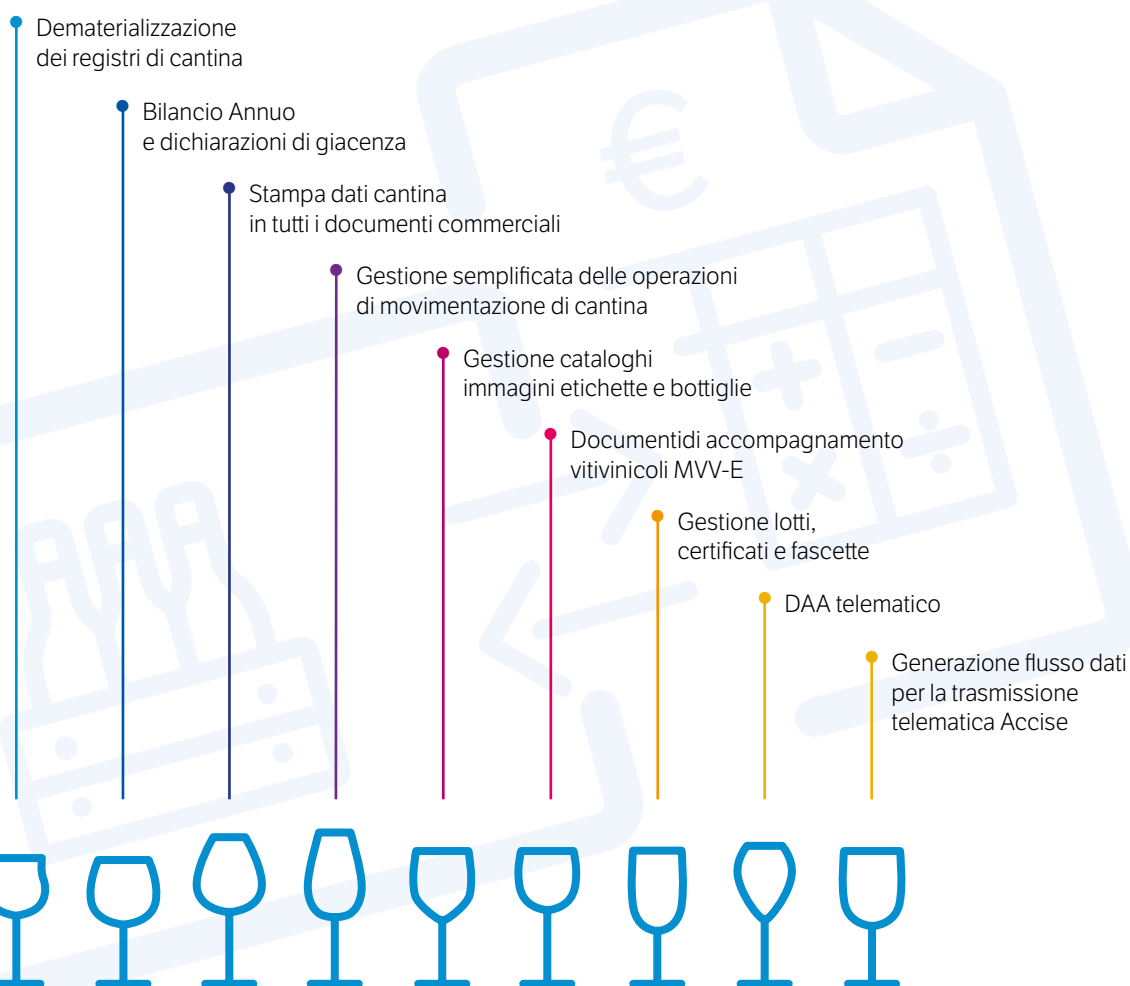 Dematerializzazione
dei registri di cantina
Bilancio Annuo
e dichiarazioni di giacenza
Stampa dati cantina
in tutti i documenti commerciali
Gestione semplificata delle operazioni
di movimentazione di cantina
Gestione cataloghi
immagini etichette e bottiglie
Documentidi accompagnamento
vitivinicoli MVV-E
Gestione lotti,
certificati e fascette
DAA telematico
Generazione flusso dati
per la trasmissione
telematica Accise
€